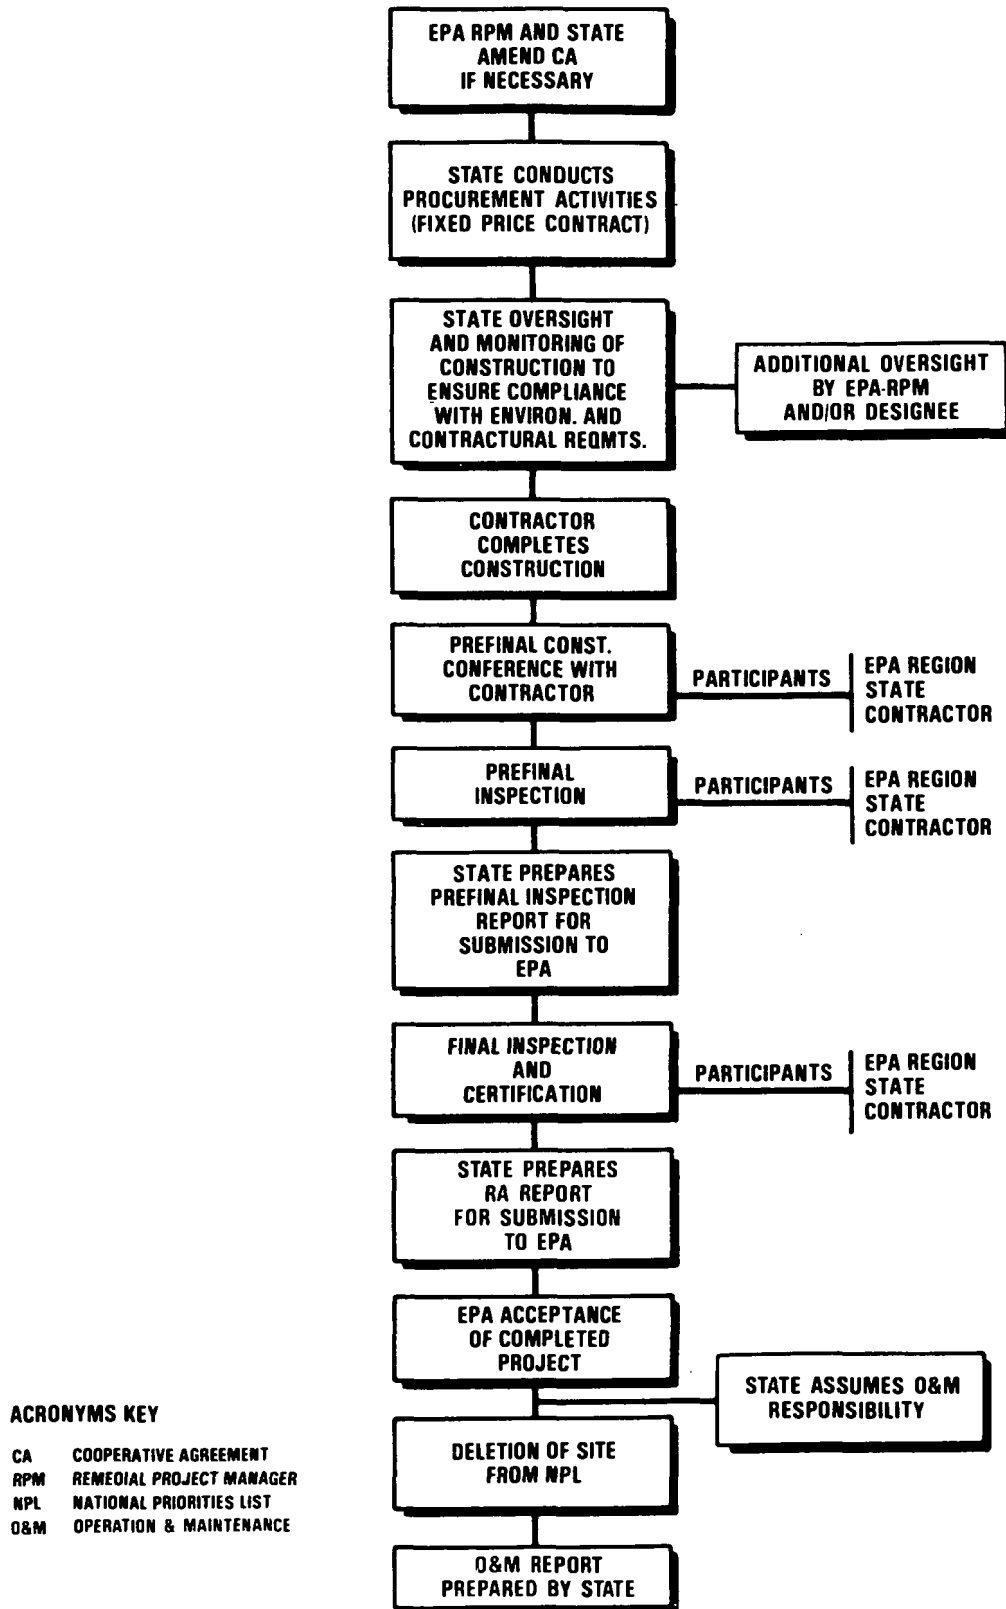 EPA RPM AND STATE
AMEND CA
IF NECESSARY
STATE CONDUCTS
PROCUREMENT ACTIVITIES
(FIXED PRICE CONTRACT)
STATE OVERSIGHT
AND MONITORING OF
CONSTRUCTION TO
ENSURE COMPLIANCE
WITH ENVIRON. AND
CONTRACTURAL REQMTS.
ADDITIONAL OVERSIGHT
BY EPA-RPM
AND/OR DESIGNEE
CONTRACTOR
COMPLETES
CONSTRUCTION
PREFINAL CONST.
CONFERENCE WITH
CONTRACTOR
PARTICIPANTS
EPA REGION
STATE
CONTRACTOR
PREFINAL
INSPECTION
PARTICIPANTS
EPA REGION
STATE
CONTRACTOR
STATE PREPARES
PREFINAL INSPECTION
REPORT FOR
SUBMISSION TO
EPA
FINAL INSPECTION
AND
CERTIFICATION
PARTICIPANTS
EPA REGION
STATE
CONTRACTOR
STATE PREPARES
RA REPORT
FOR SUBMISSION
TO EPA
EPA ACCEPTANCE
OF COMPLETED
PROJECT
STATE ASSUMES O&M
RESPONSIBILITY
DELETION OF SITE
FROM NPL
O&M REPORT
PREPARED BY STATE
ACRONYMS KEY
CA COOPERATIVE AGREEMENT
RPM REMEDIAL PROJECT MANAGER
NPL NATIONAL PRIORITIES LIST
O&M OPERATION & MAINTENANCE